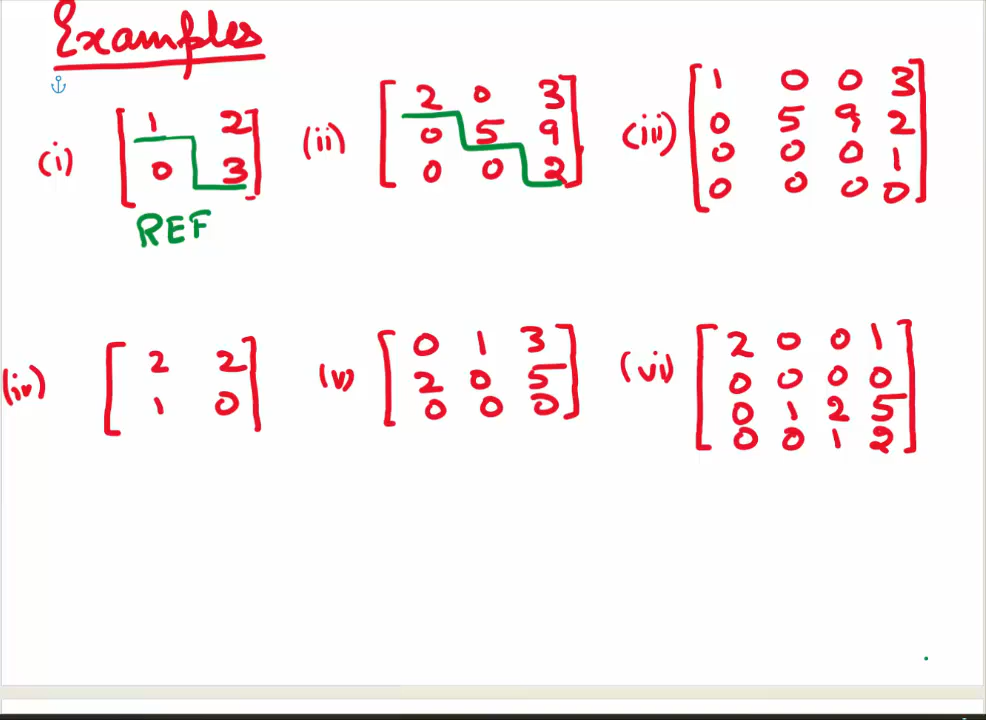 Examples
(i) [1 2
0 3]
REF
(ii) [2 0 3
0 5 9
0 0 2]
(iii) [1 0 0 3
0 5 9 2
0 0 0 1
0 0 0 0]
(iv) [2 2
1 0]
(v) [0 1 3
2 0 5
0 0 0]
(vi) [2 0 0 1
0 0 0 0
0 1 2 5
0 0 1 2]